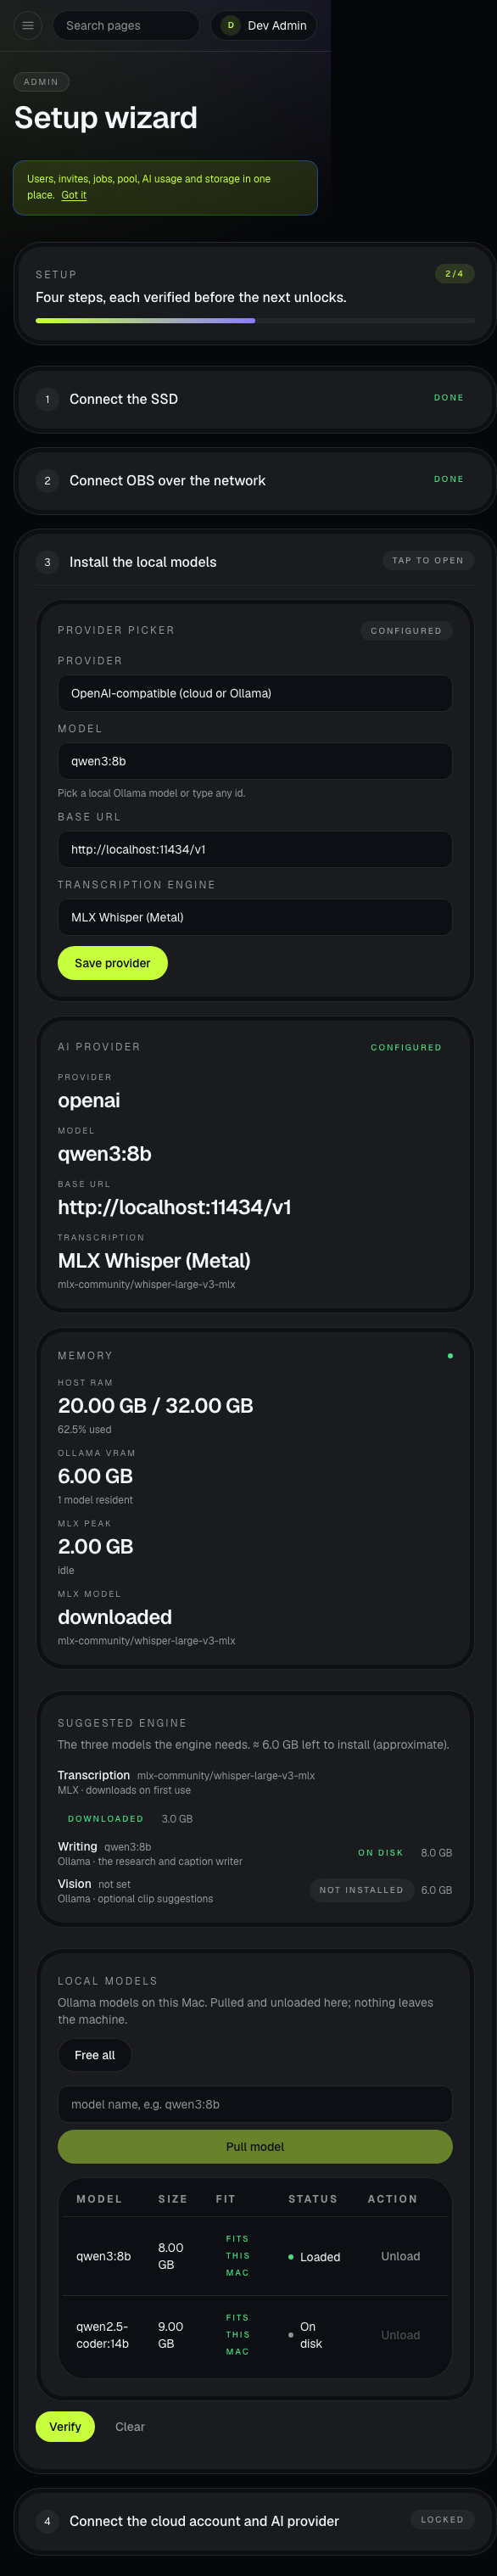 Search pages
D
Dev Admin
ADMIN
Setup wizard
Users, invites, jobs, pool, AI usage and storage in one
place. Got it
SETUP
2/4
Four steps, each verified before the next unlocks.
1
Connect the SSD
DONE
2
Connect OBS over the network
DONE
3
Install the local models
TAP TO OPEN
PROVIDER PICKER
CONFIGURED
PROVIDER
OpenAI-compatible (cloud or Ollama)
MODEL
qwen3:8b
Pick a local Ollama model or type any id.
BASE URL
http://localhost:11434/v1
TRANSCRIPTION ENGINE
MLX Whisper (Metal)
Save provider
AI PROVIDER
CONFIGURED
PROVIDER
openai
MODEL
qwen3:8b
BASE URL
http://localhost:11434/v1
TRANSCRIPTION
MLX Whisper (Metal)
mlx-community/whisper-large-v3-mlx
MEMORY
HOST RAM
20.00 GB / 32.00 GB
62.5% used
OLLAMA VRAM
6.00 GB
1 model resident
MLX PEAK
2.00 GB
idle
MLX MODEL
downloaded
mlx-community/whisper-large-v3-mlx
SUGGESTED ENGINE
The three models the engine needs. ≈ 6.0 GB left to install (approximate).
Transcription mlx-community/whisper-large-v3-mlx
MLX · downloads on first use
DOWNLOADED 3.0 GB
Writing qwen3:8b
Ollama · the research and caption writer
ON DISK 8.0 GB
Vision not set
Ollama · optional clip suggestions
NOT INSTALLED 6.0 GB
LOCAL MODELS
Ollama models on this Mac. Pulled and unloaded here; nothing leaves
the machine.
Free all
model name, e.g. qwen3:8b
Pull model
MODEL SIZE FIT STATUS ACTION
qwen3:8b
8.00
GB
FITS
THIS
MAC
Loaded
Unload
qwen2.5-
coder:14b
9.00
GB
FITS
THIS
MAC
On
disk
Unload
Verify
Clear
4
Connect the cloud account and AI provider
LOCKED